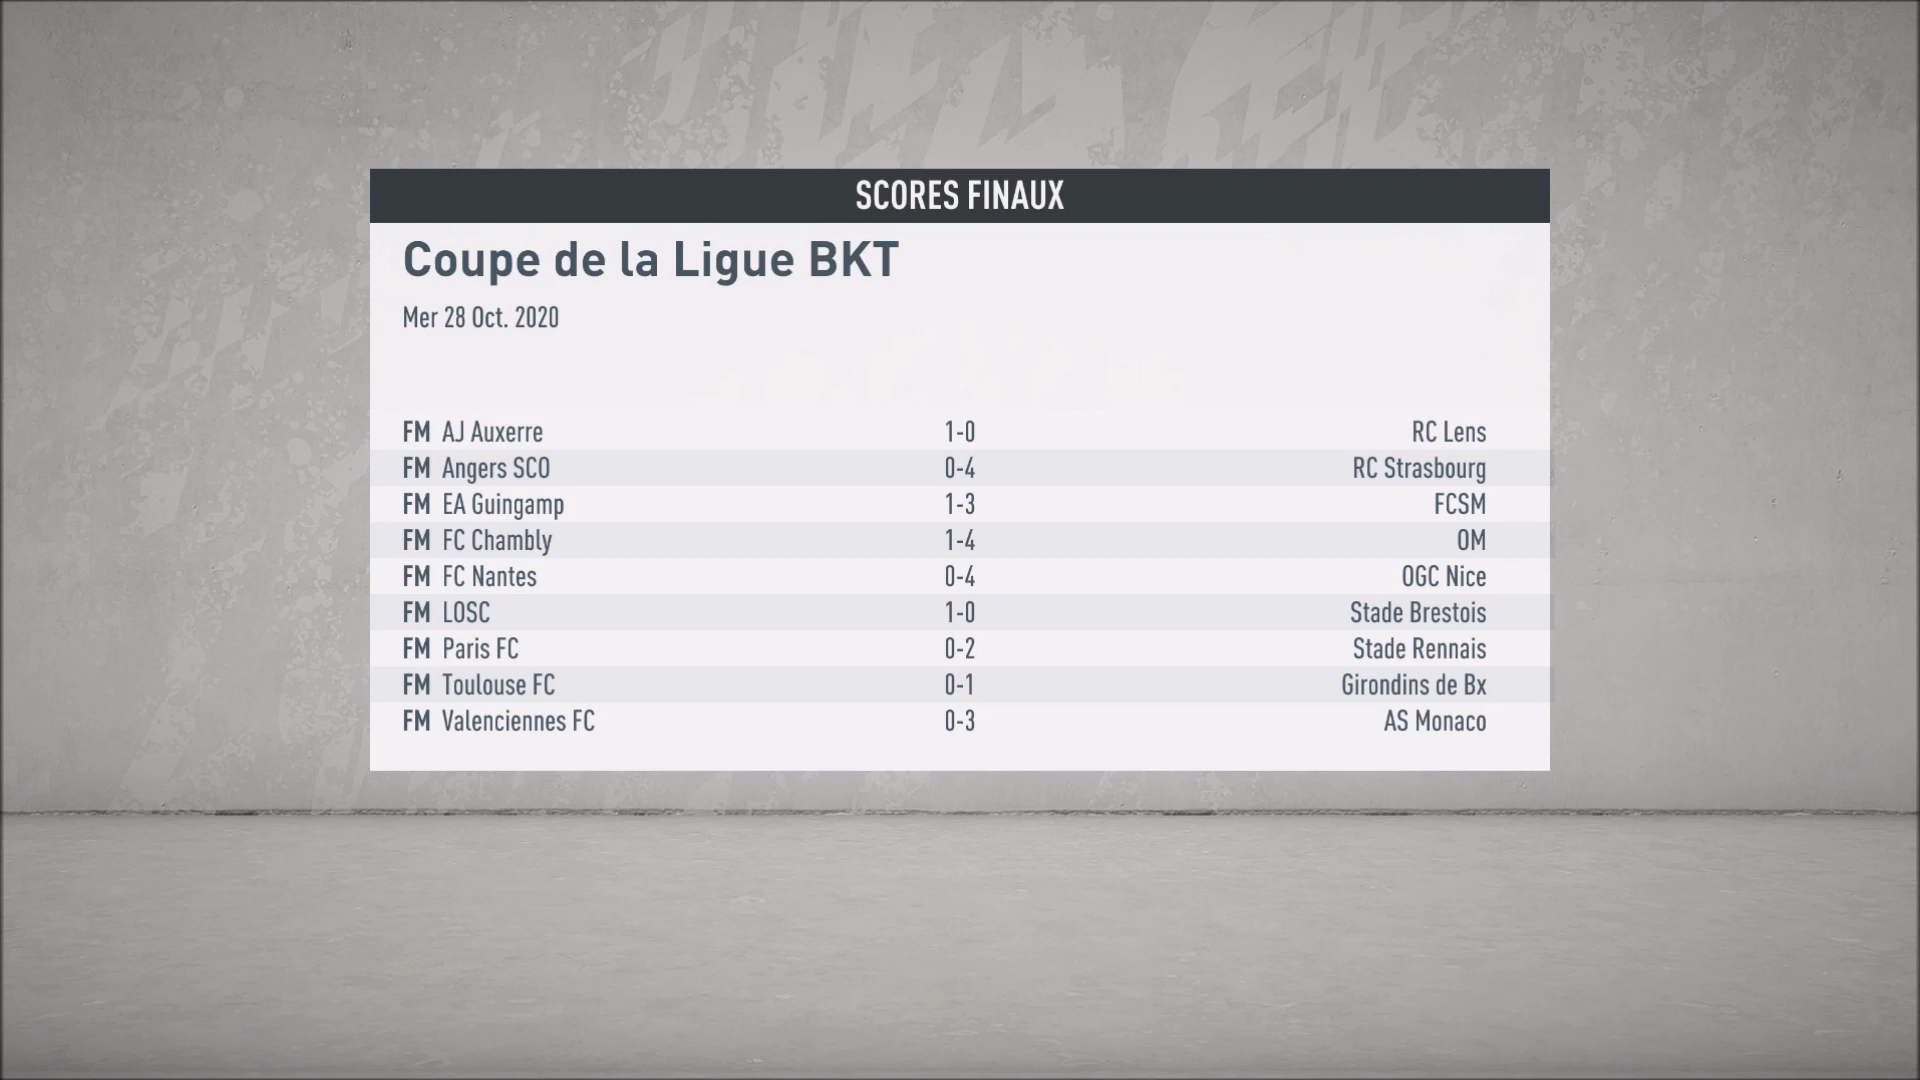 SCORES FINAUX
Coupe de la Ligue BKT
Mer 28 Oct. 2020
FM AJ Auxerre 1-0 RC Lens
FM Angers SCO 0-4 RC Strasbourg
FM EA Guingamp 1-3 FCSM
FM FC Chambly 1-4 OM
FM FC Nantes 0-4 OGC Nice
FM LOSC 1-0 Stade Brestois
FM Paris FC 0-2 Stade Rennais
FM Toulouse FC 0-1 Girondins de Bx
FM Valenciennes FC 0-3 AS Monaco